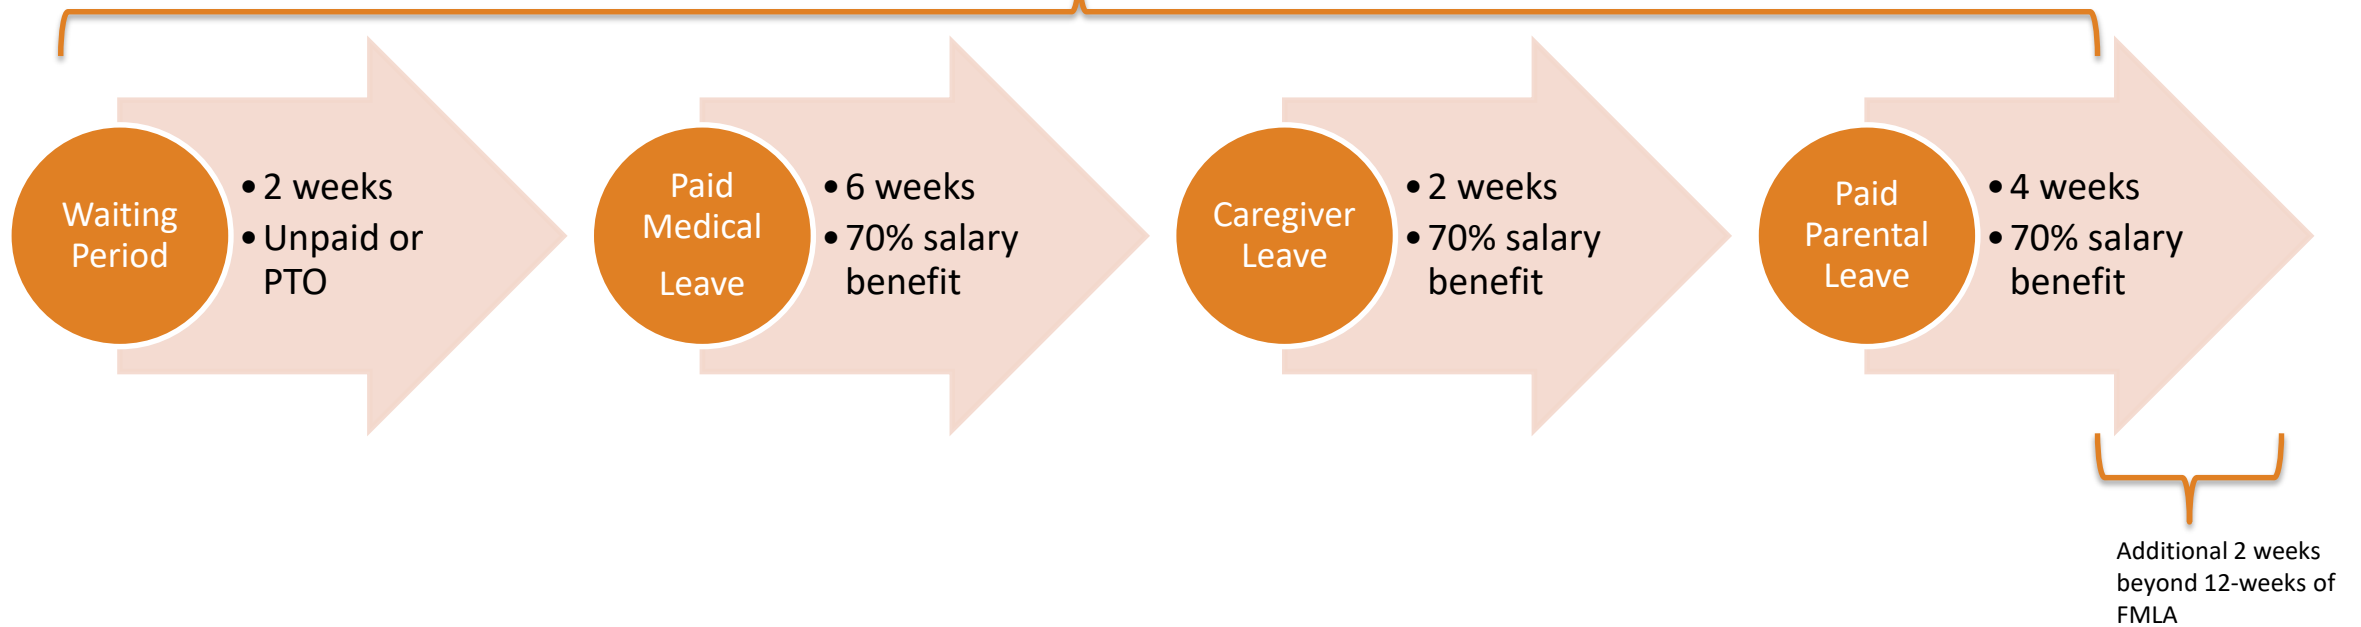 Waiting
Period
• 2 weeks
• Unpaid or
PTO
Paid
Medical
Leave
• 6 weeks
• 70% salary
benefit
Caregiver
Leave
• 2 weeks
• 70% salary
benefit
Paid
Parental
Leave
• 4 weeks
• 70% salary
benefit
Additional 2 weeks
beyond 12-weeks of
FMLA